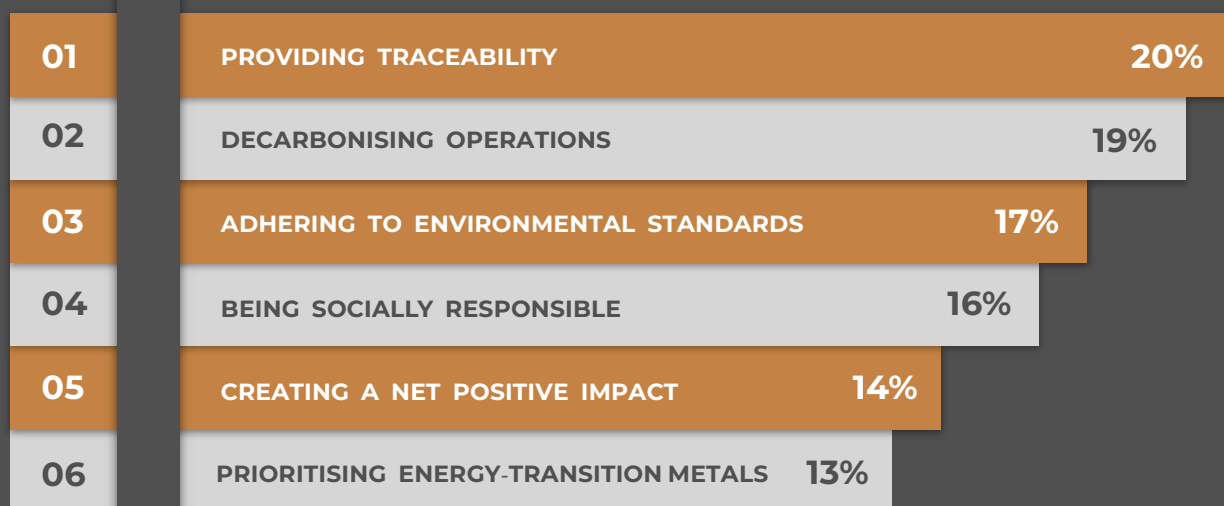 01 PROVIDING TRACEABILITY 20%
02 DECARBONISING OPERATIONS 19%
03 ADHERING TO ENVIRONMENTAL STANDARDS 17%
04 BEING SOCIALLY RESPONSIBLE 16%
05 CREATING A NET POSITIVE IMPACT 14%
06 PRIORITISING ENERGY-TRANSITION METALS 13%